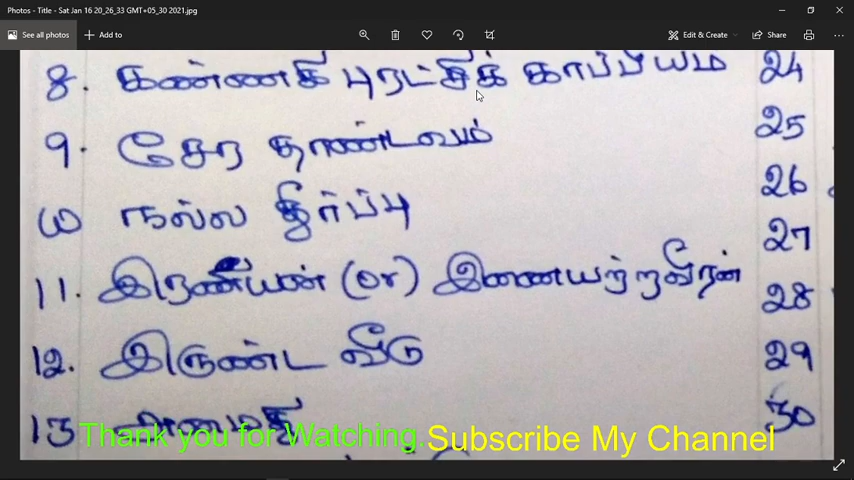 Photos - Title - Sat Jan 16 20_26_33 GMT+05_30 2021.jpg
See all photos + Add to Edit & Create Share
8. கண்ணகி புரட்சிக் காப்பியம் 24
9. சேர தாண்டவம் 25
10 நல்ல தீர்ப்பு 26
27
11. இரணியன் (or) இணையற்றவீரன்
28
12. இருண்ட வீடு 29
13 30
Thank you for Watching. Subscribe My Channel